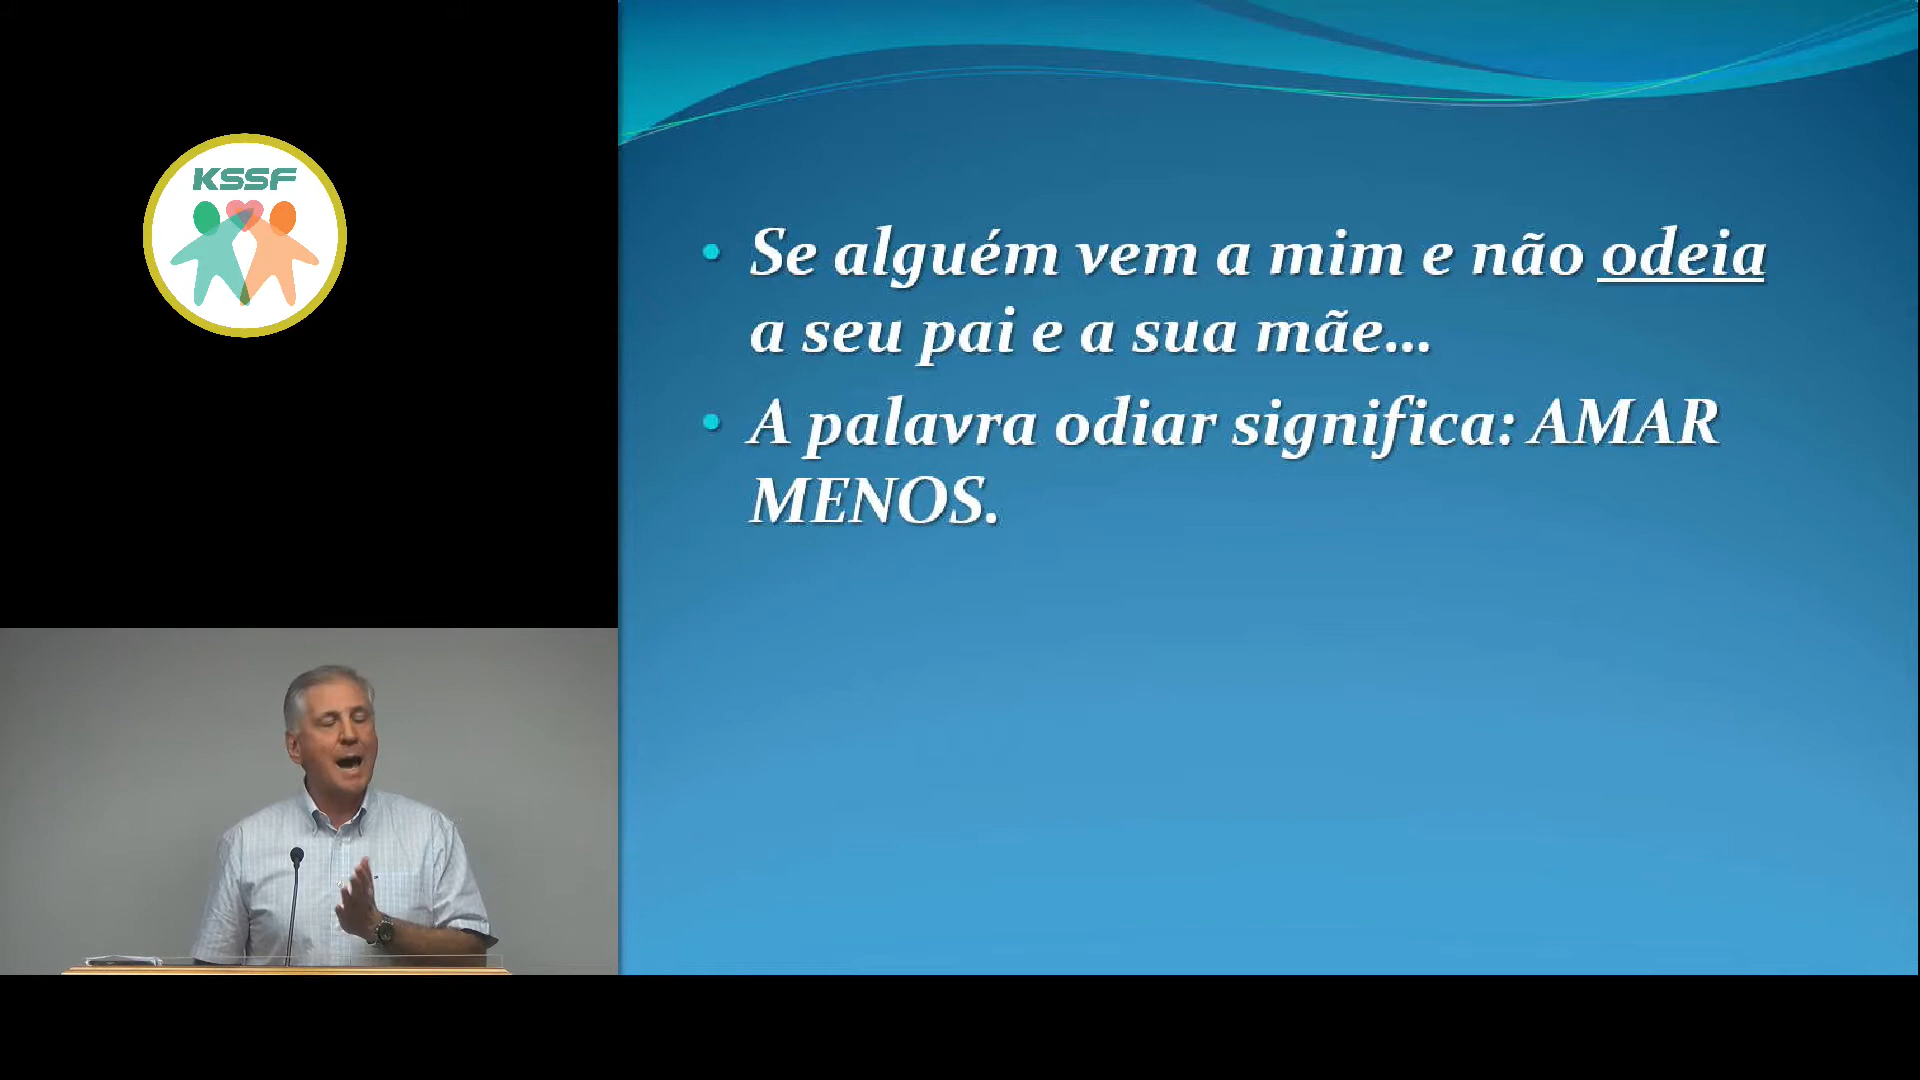 KSSF
Se alguém vem a mim e não odeia
a seu pai e a sua mãe...
A palavra odiar significa: AMAR
MENOS.